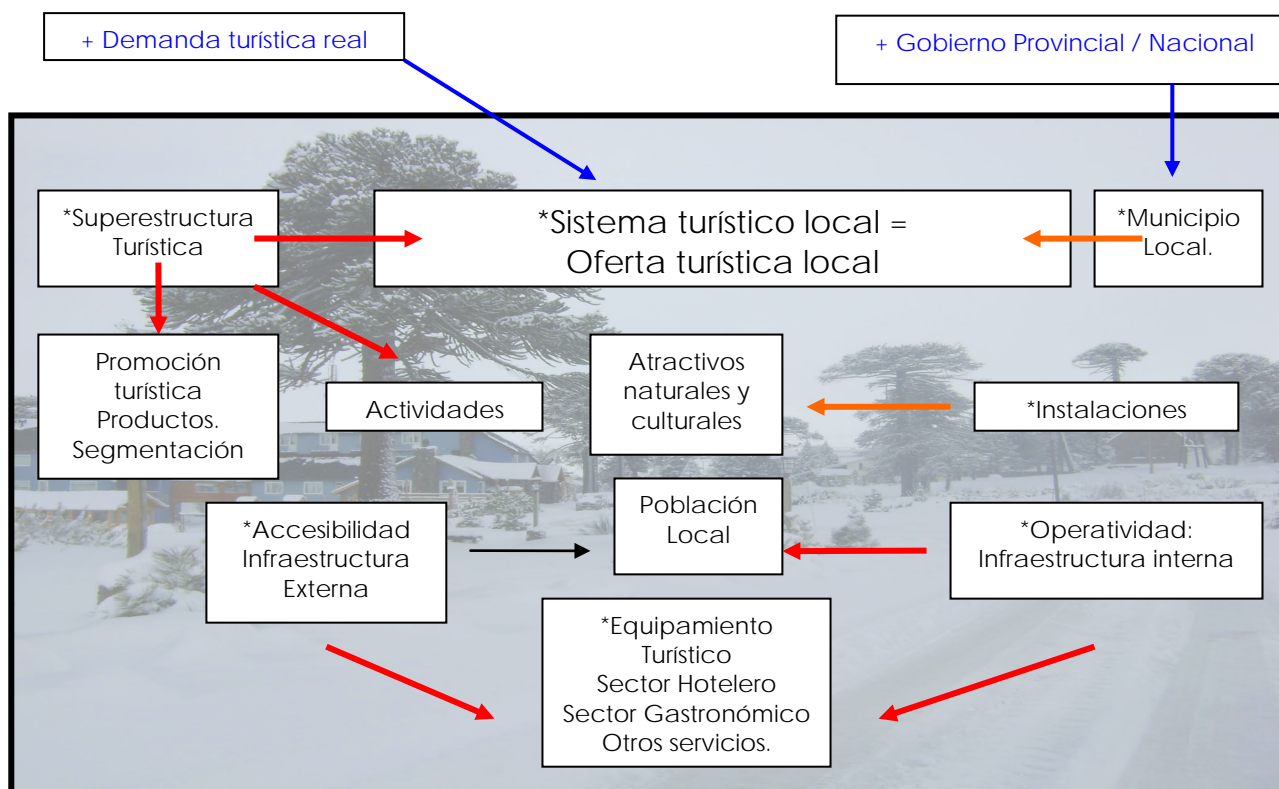 + Demanda turística real
+ Gobierno Provincial / Nacional
*Superestructura
Turística
*Sistema turístico local =
Oferta turística local
*Municipio
Local.
Promoción
turística
Productos.
Segmentación
Actividades
Atractivos
naturales y
culturales
*Instalaciones
*Accesibilidad
Infraestructura
Externa
Población
Local
*Operatividad:
Infraestructura interna
*Equipamiento
Turístico
Sector Hotelero
Sector Gastronómico
Otros servicios.